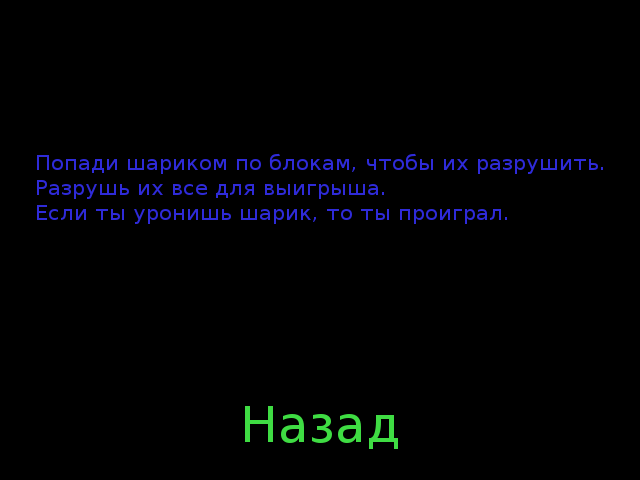 Попади шариком по блокам, чтобы их разрушить.
Разрушь их все для выигрыша.
Если ты уронишь шарик, то ты проиграл.
Назад